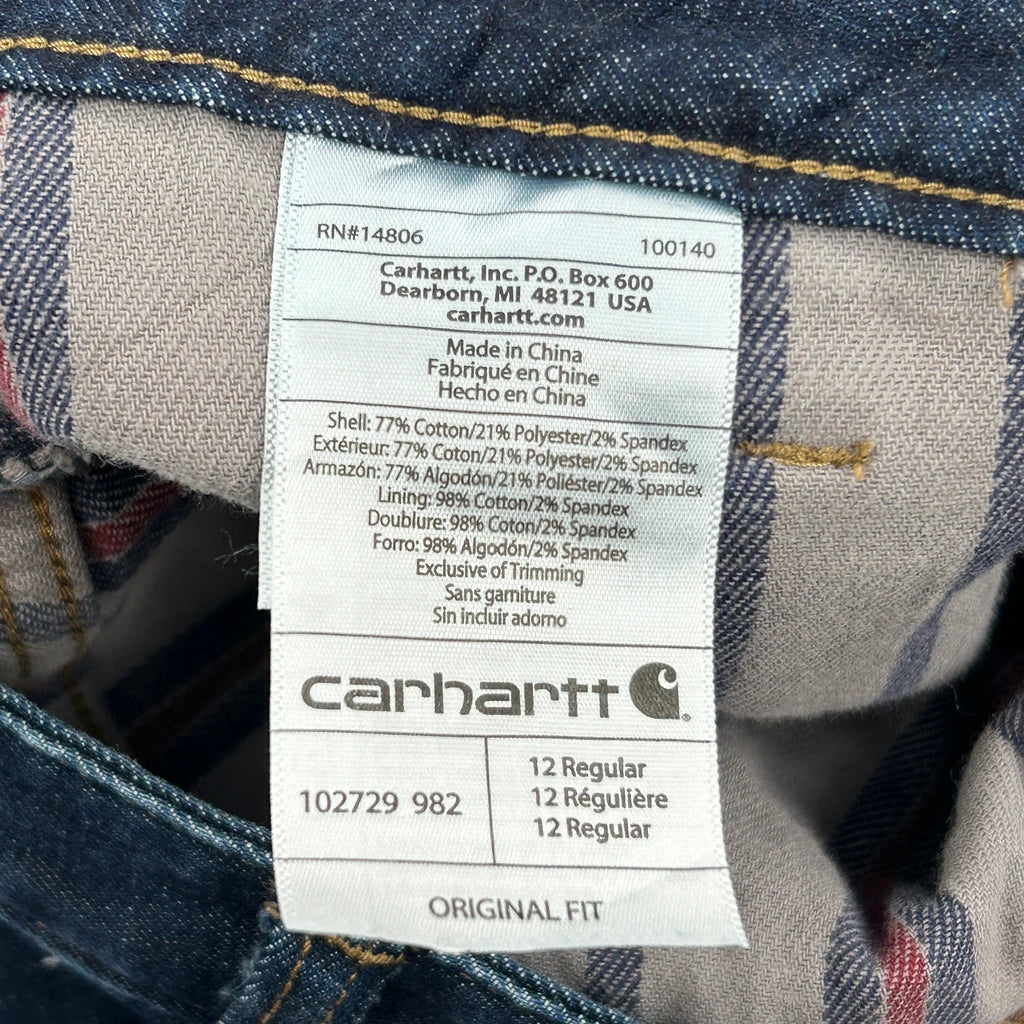 RN#14806 100140
Carhartt, Inc. P.O. Box 600
Dearborn, MI 48121 USA
carhartt.com
Made in China
Fabriqué en Chine
Hecho en China
Shell: 77% Cotton/21% Polyester/2% Spandex
Extérieur: 77% Coton/21% Polyester/2% Spandex
Armazón: 77% Algodón/21% Poliéster/2% Spandex
Lining: 98% Cotton/2% Spandex
Doublure: 98% Coton/2% Spandex
Forro: 98% Algodón/2% Spandex
Exclusive of Trimming
Sans garniture
Sin incluir adorno
carhartt
102729 982
12 Regular
12 Régulière
12 Regular
ORIGINAL FIT